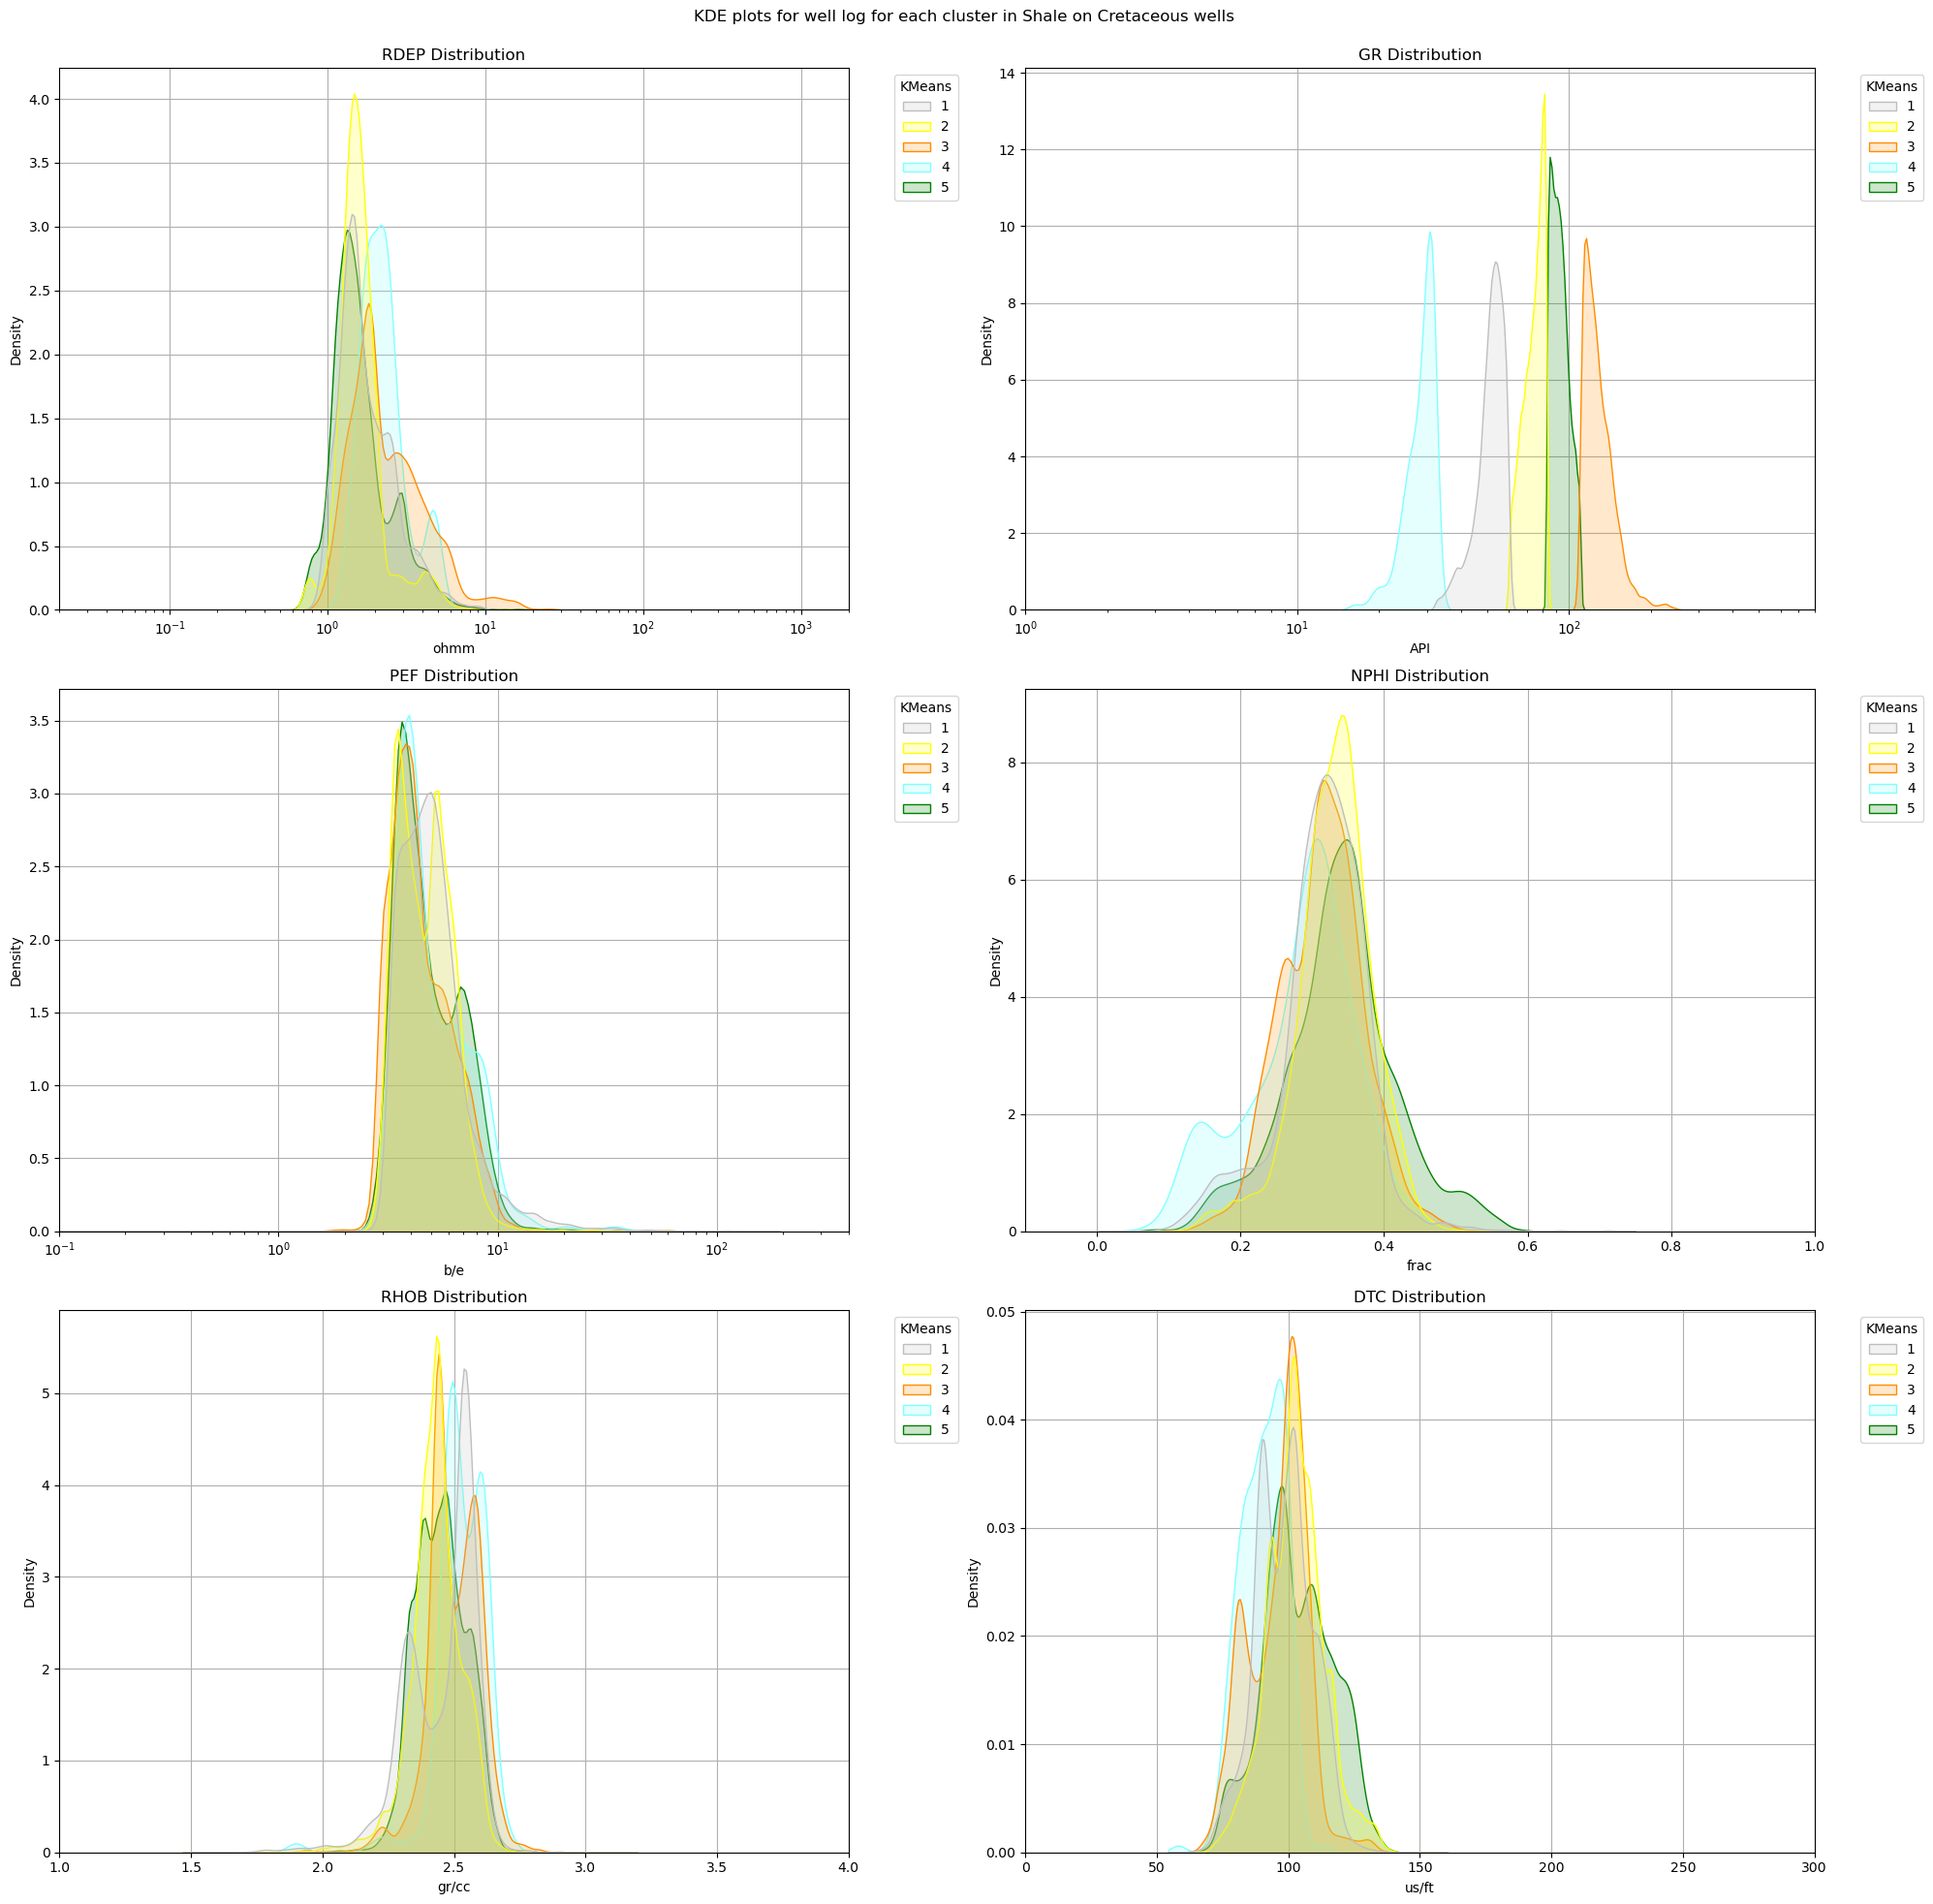 KDE plots for well log for each cluster in Shale on Cretaceous wells
RDEP Distribution
Density
4.0
3.5
3.0
2.5
2.0
1.5
1.0
0.5
0.0
10⁻¹ 10⁰ 10¹ 10² 10³
ohmm
KMeans
1
2
3
4
5
GR Distribution
Density
14
12
10
8
6
4
2
0
10⁰ 10¹ 10²
API
KMeans
1
2
3
4
5
PEF Distribution
Density
3.5
3.0
2.5
2.0
1.5
1.0
0.5
0.0
10⁻¹ 10⁰ 10¹ 10²
b/e
KMeans
1
2
3
4
5
NPHI Distribution
Density
8
6
4
2
0
0.0 0.2 0.4 0.6 0.8 1.0
frac
KMeans
1
2
3
4
5
RHOB Distribution
Density
5
4
3
2
1
0
1.0 1.5 2.0 2.5 3.0 3.5 4.0
gr/cc
KMeans
1
2
3
4
5
DTC Distribution
Density
0.05
0.04
0.03
0.02
0.01
0.00
0 50 100 150 200 250 300
us/ft
KMeans
1
2
3
4
5